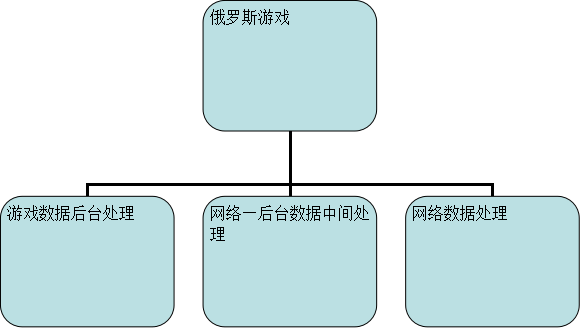 俄罗斯游戏
游戏数据后台处理
网络一后台数据中间处
理
网络数据处理